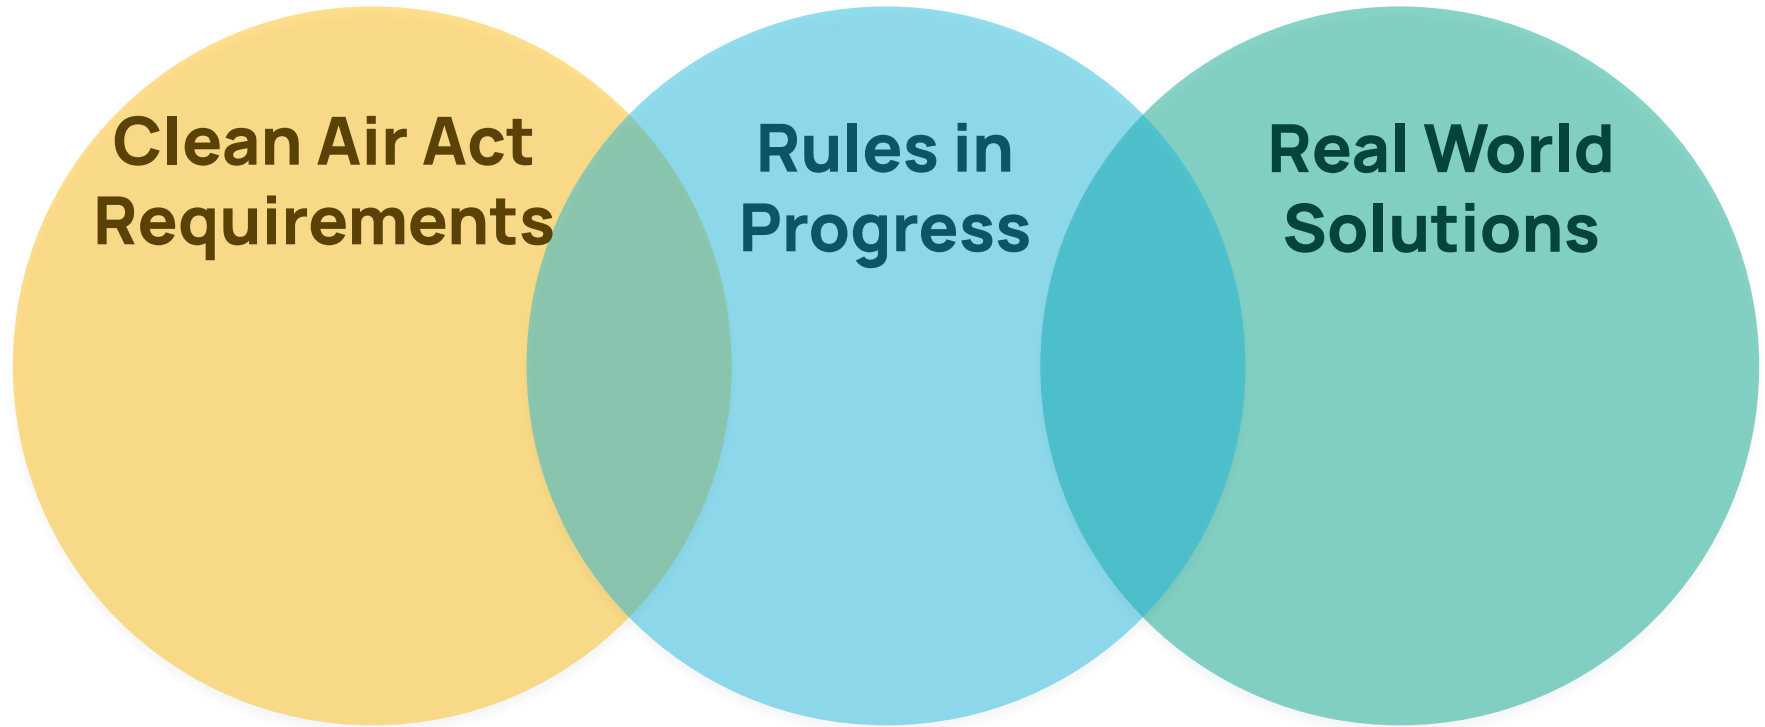 Clean Air Act
Requirements
Rules in
Progress
Real World
Solutions